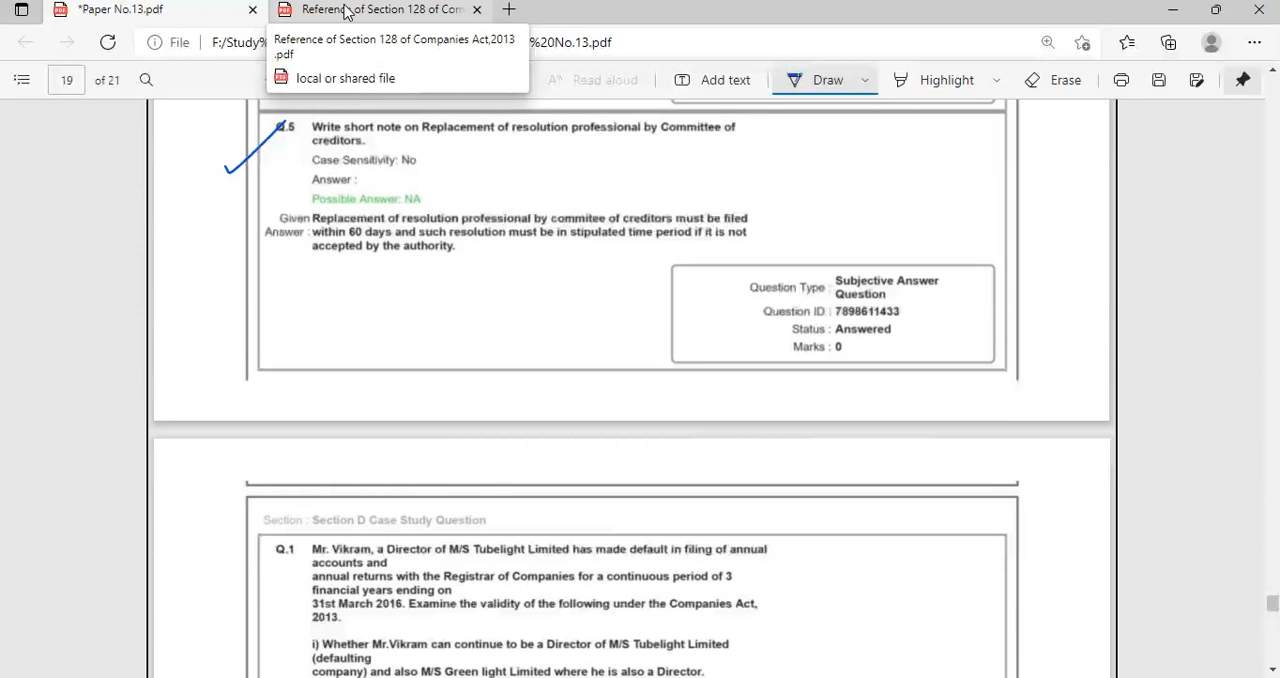 *Paper No.13.pdf
Reference of Section 128 of Com
File
F:/Study%
%20No.13.pdf
Reference of Section 128 of Companies Act,2013
.pdf
local or shared file
19 of 21
Read aloud
Add text
Draw
Highlight
Erase
Q.5 Write short note on Replacement of resolution professional by Committee of
creditors.
Case Sensitivity: No
Answer :
Possible Answer: NA
Given Replacement of resolution professional by commitee of creditors must be filed
Answer : within 60 days and such resolution must be in stipulated time period if it is not
accepted by the authority.
Question Type : Subjective Answer
Question
Question ID : 7898611433
Status : Answered
Marks : 0
Section : Section D Case Study Question
Q.1 Mr. Vikram, a Director of M/S Tubelight Limited has made default in filing of annual
accounts and
annual returns with the Registrar of Companies for a continuous period of 3
financial years ending on
31st March 2016. Examine the validity of the following under the Companies Act,
2013.
i) Whether Mr.Vikram can continue to be a Director of M/S Tubelight Limited
(defaulting
company) and also M/S Green light Limited where he is also a Director.